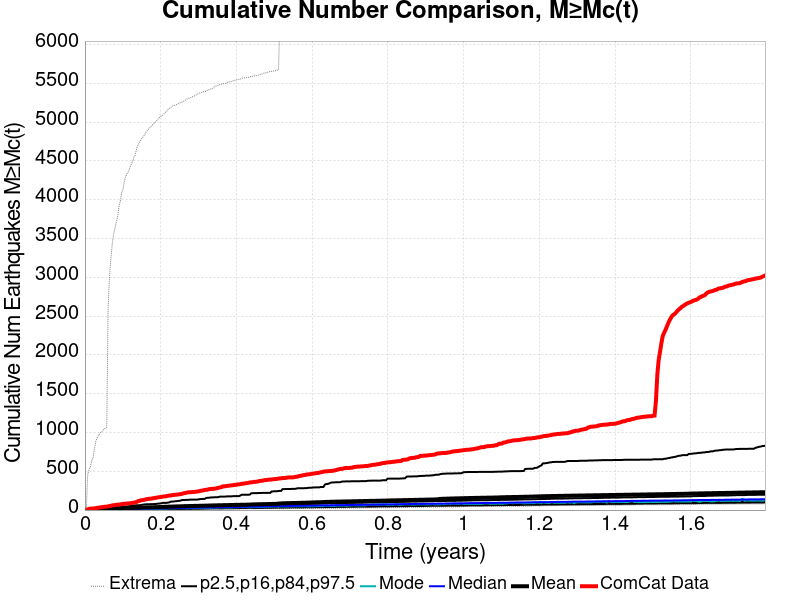 Cumulative Number Comparison, M≥Mc(t)
Cumulative Num Earthquakes M≥Mc(t)
6000
5500
5000
4500
4000
3500
3000
2500
2000
1500
1000
500
0
0 0.2 0.4 0.6 0.8 1 1.2 1.4 1.6
Time (years)
Extrema p2.5,p16,p84,p97.5 Mode Median Mean ComCat Data